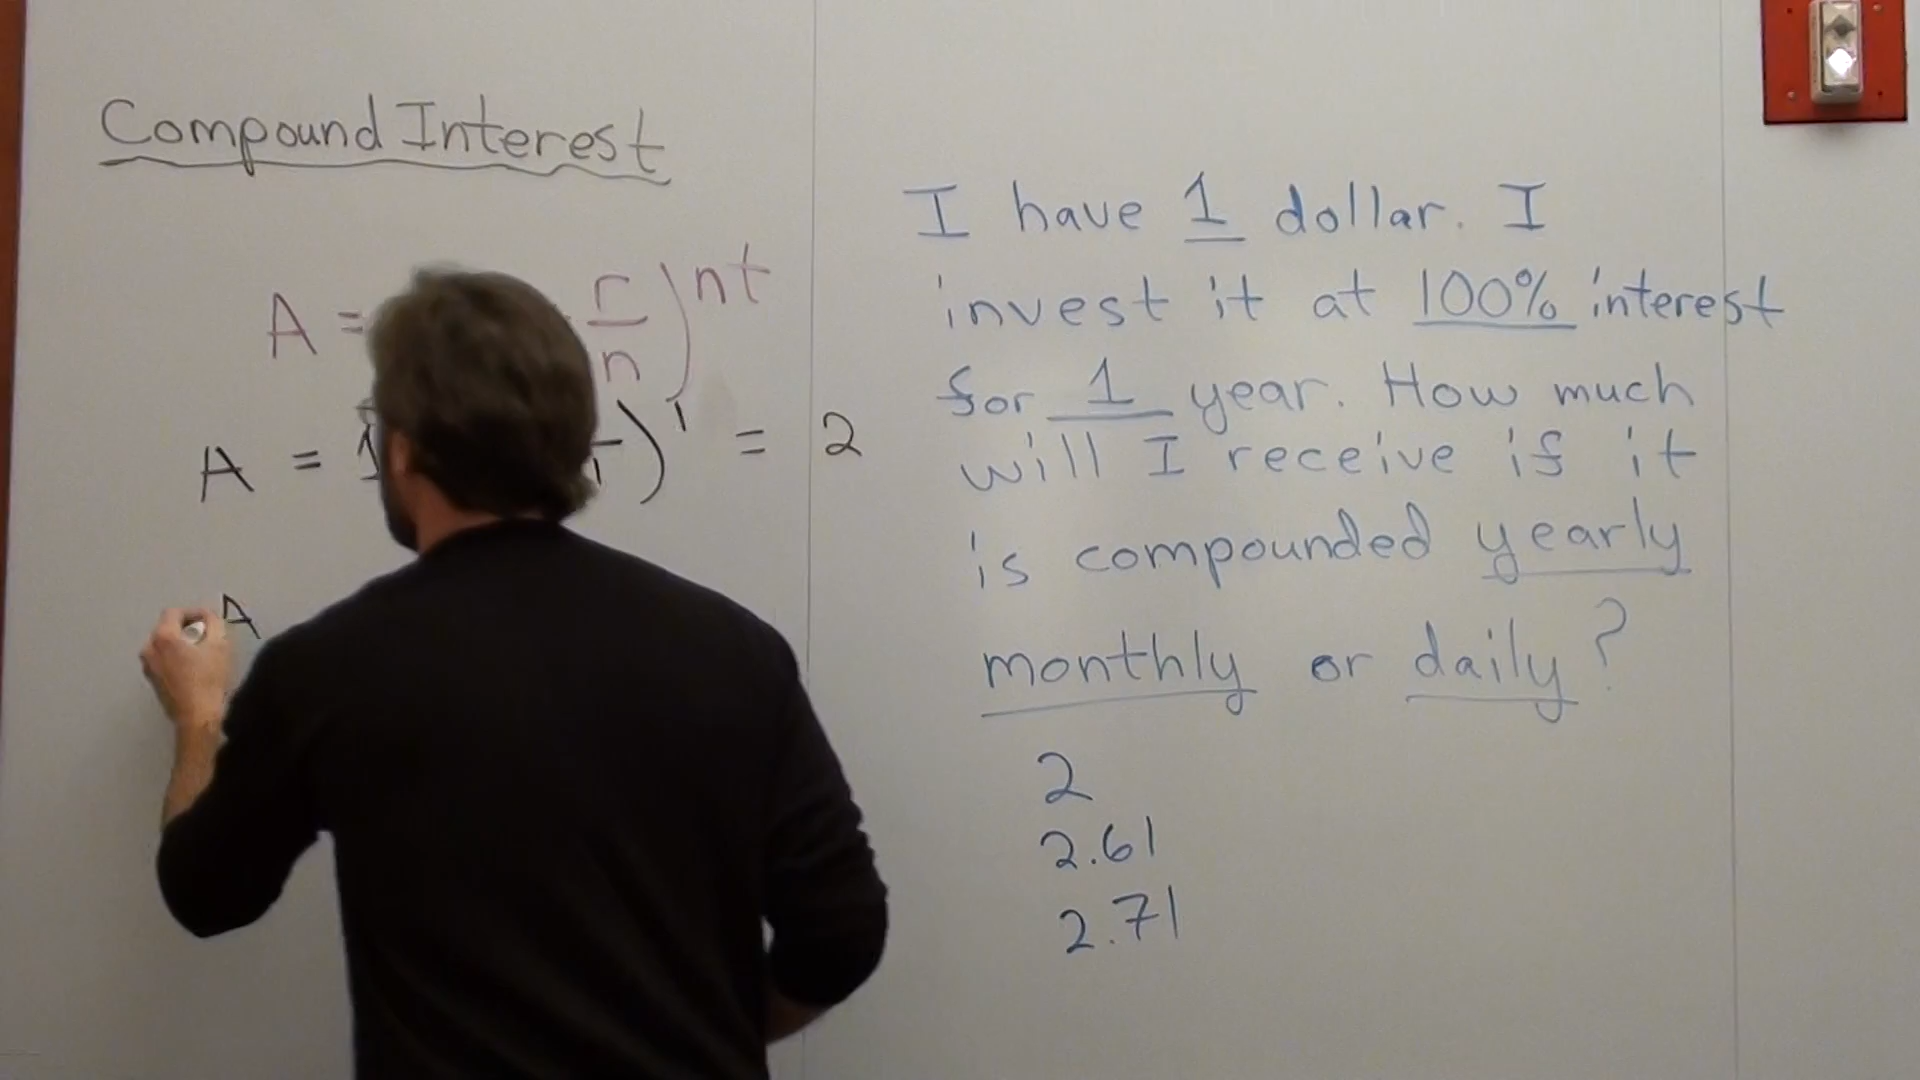 Compound Interest
A = r/n)^nt
A = 1 )^1 = 2
A
I have 1 dollar. I
invest it at 100% interest
for 1 year. How much
will I receive if it
is compounded yearly
monthly or daily?
2
2.61
2.71